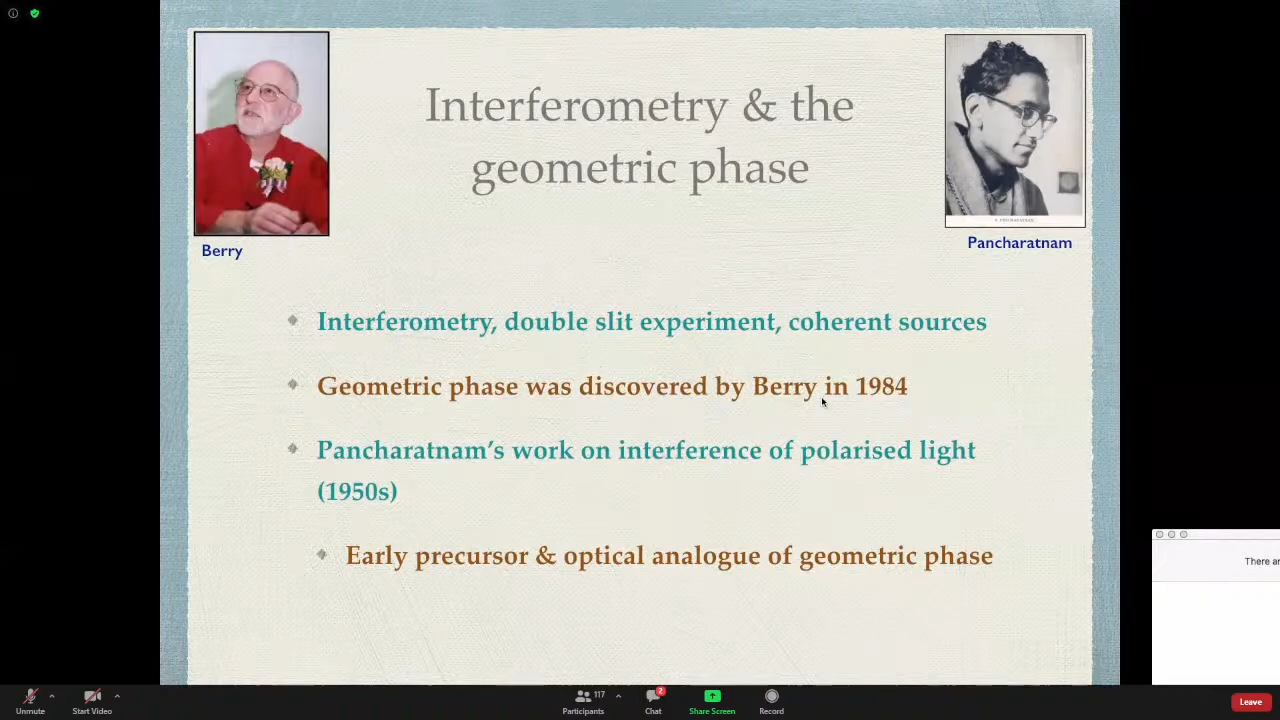 Interferometry & the
geometric phase
Berry
Pancharatnam
Interferometry, double slit experiment, coherent sources
Geometric phase was discovered by Berry in 1984
Pancharatnam's work on interference of polarised light
(1950s)
Early precursor & optical analogue of geometric phase
There ar
Unmute
Start Video
117
Participants
2
Chat
Share Screen
Record
Leave